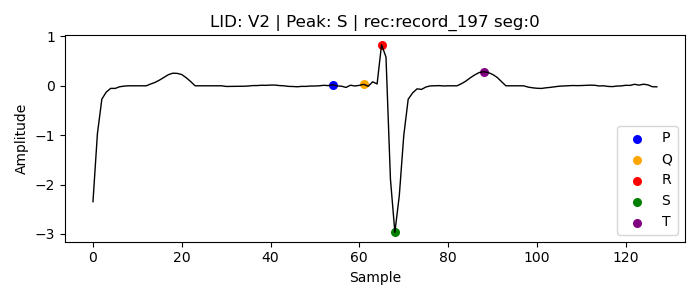 LID: V2 | Peak: S | rec:record_197 seg:0
Amplitude
1
0
−1
−2
−3
0
20
40
60
80
100
120
Sample
P
Q
R
S
T